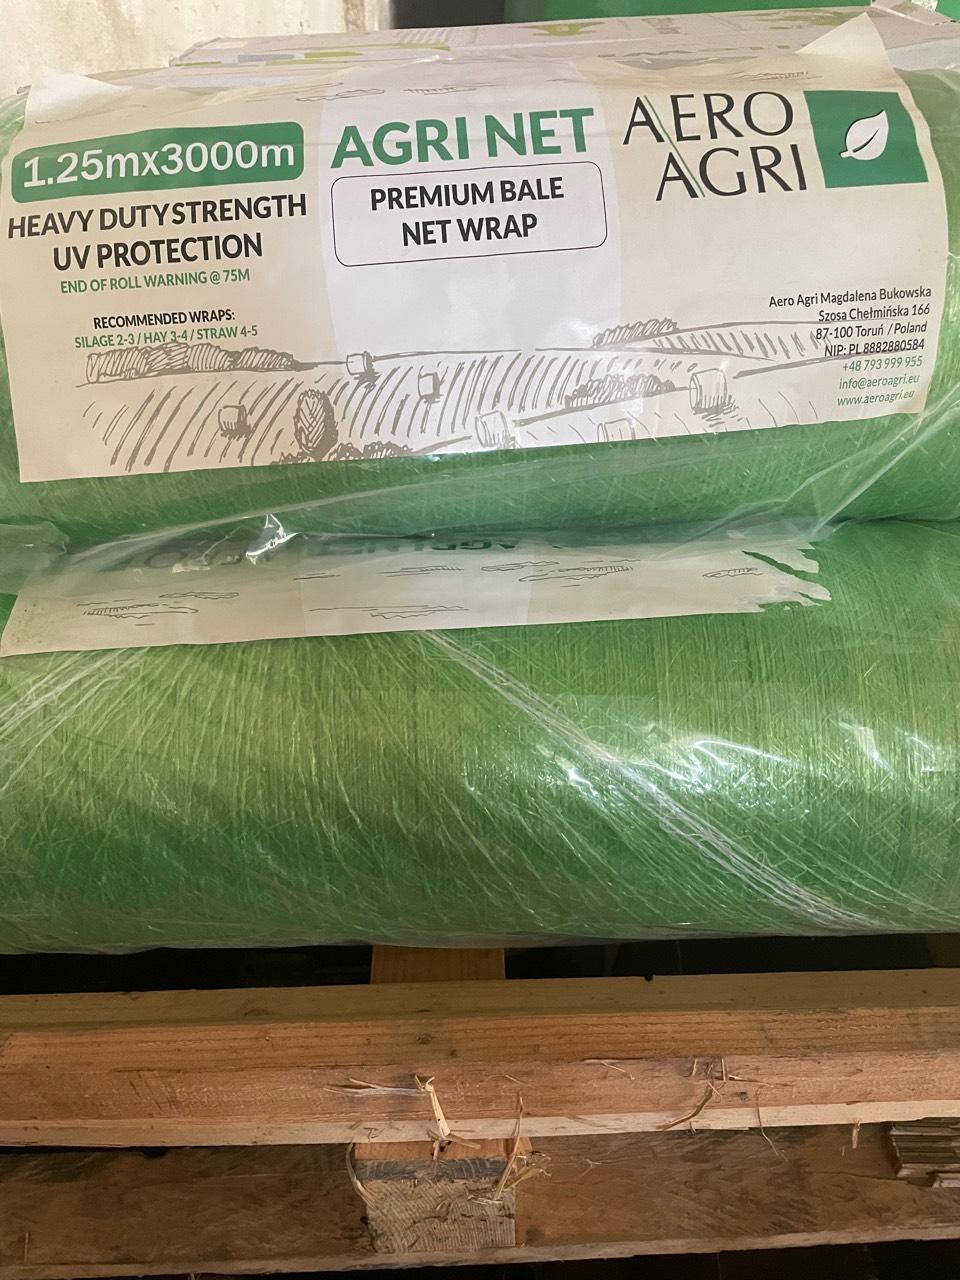 1.25mx3000m
HEAVY DUTY STRENGTH
UV PROTECTION
END OF ROLL WARNING @ 75M
RECOMMENDED WRAPS:
SILAGE 2-3 / HAY 3-4 / STRAW 4-5
AGRI NET
PREMIUM BALE
NET WRAP
AERO
AGRI
Aero Agri Magdalena Bukowska
Szosa Chełmińska 166
87-100 Toruń / Poland
NIP: PL 8882880584
+48 793 999 955
info@aeroagri.eu
www.aeroagri.eu